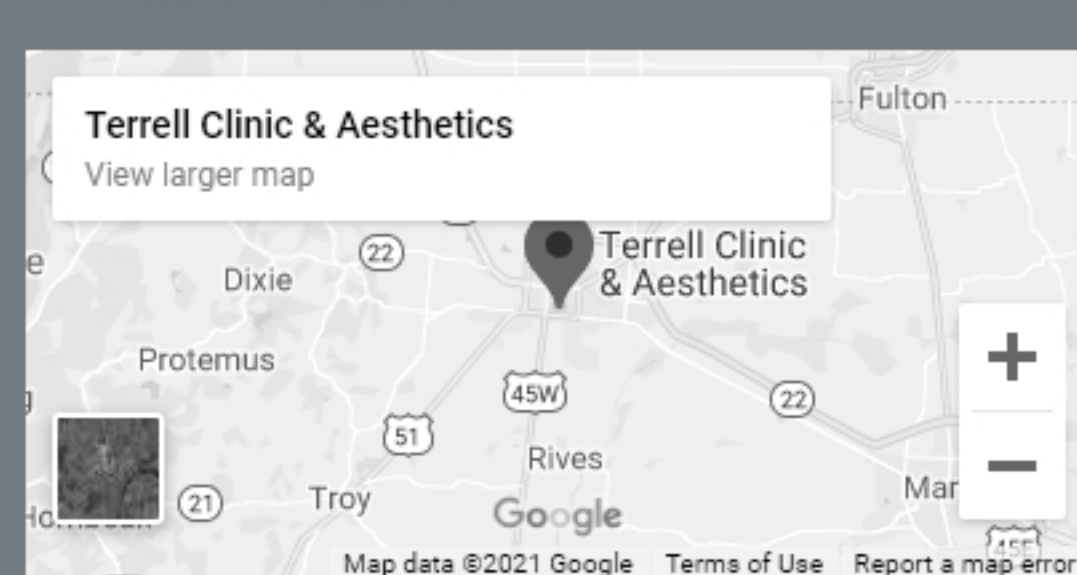 Terrell Clinic & Aesthetics
View larger map
Fulton
22
Terrell Clinic
& Aesthetics
Dixie
Protemus
45W
22
51
Rives
21
Troy
Google
Map data ©2021 Google
Terms of Use
Report a map error
45E